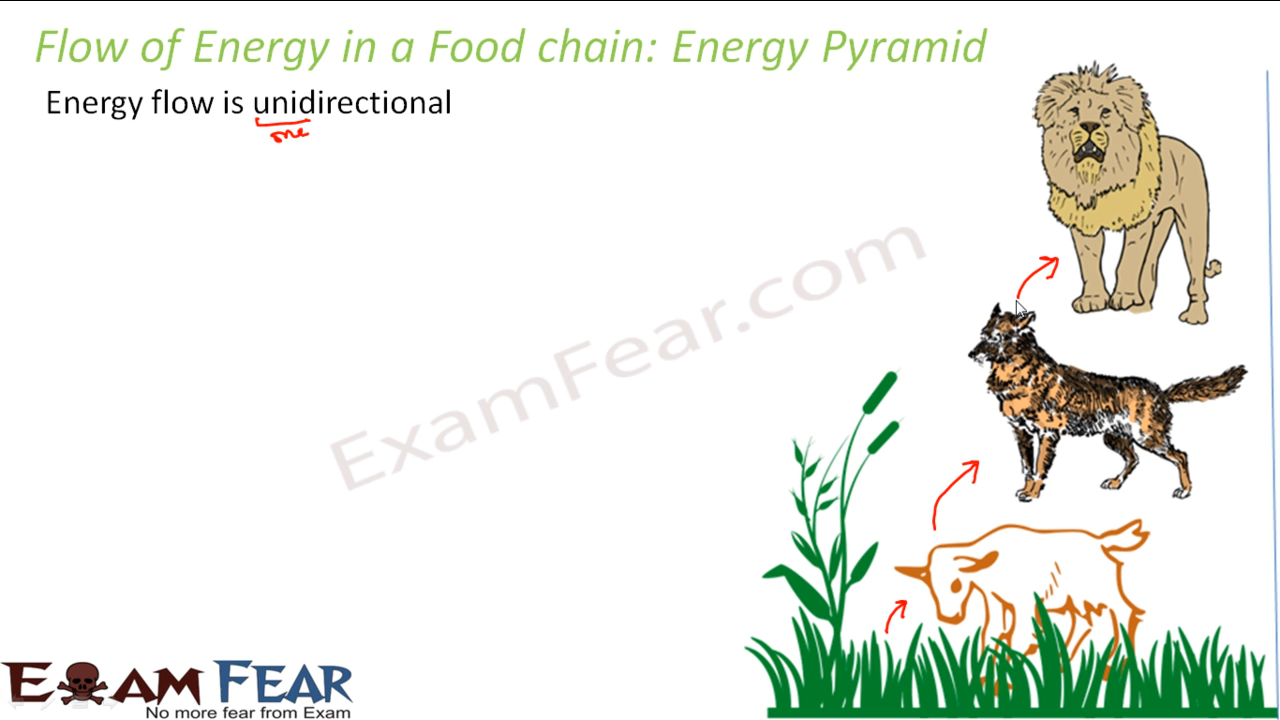 Flow of Energy in a Food chain: Energy Pyramid
Energy flow is unidirectional
one
ExamFear.com
EXAM FEAR
No more fear from Exam